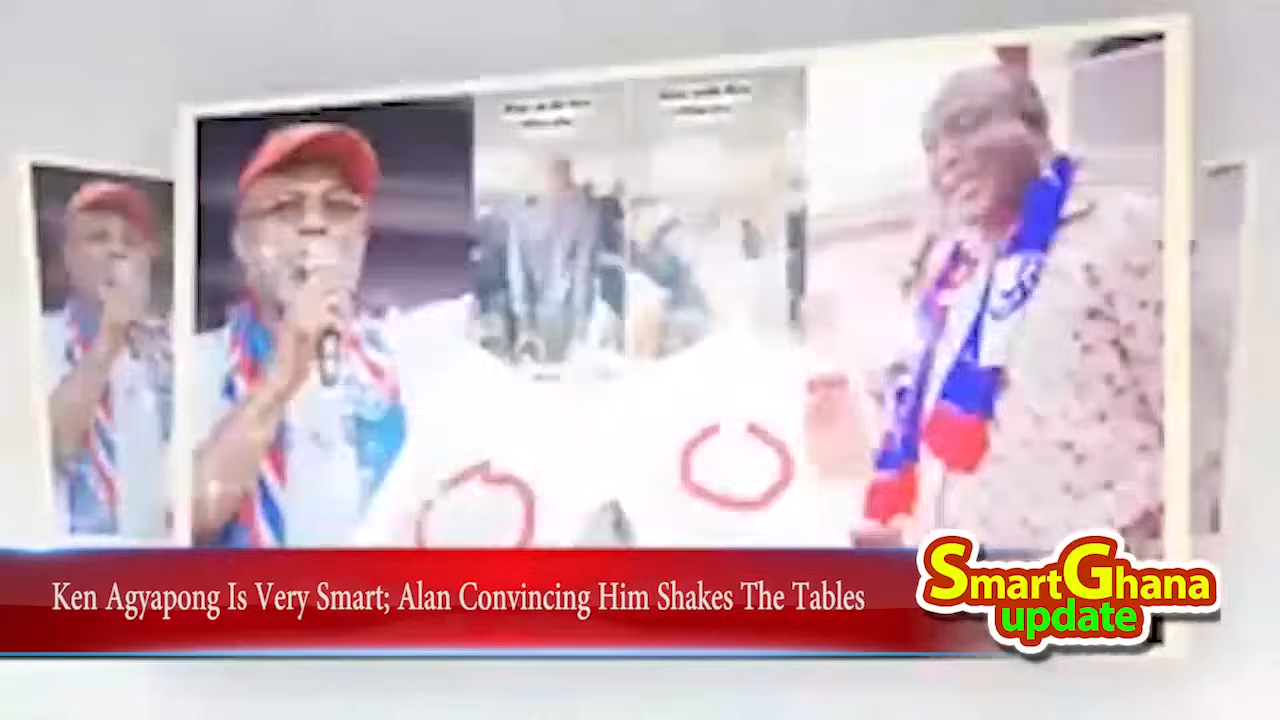 Ken Agyapong Is Very Smart; Alan Convincing Him Shakes The Tables
SmartGhana
update